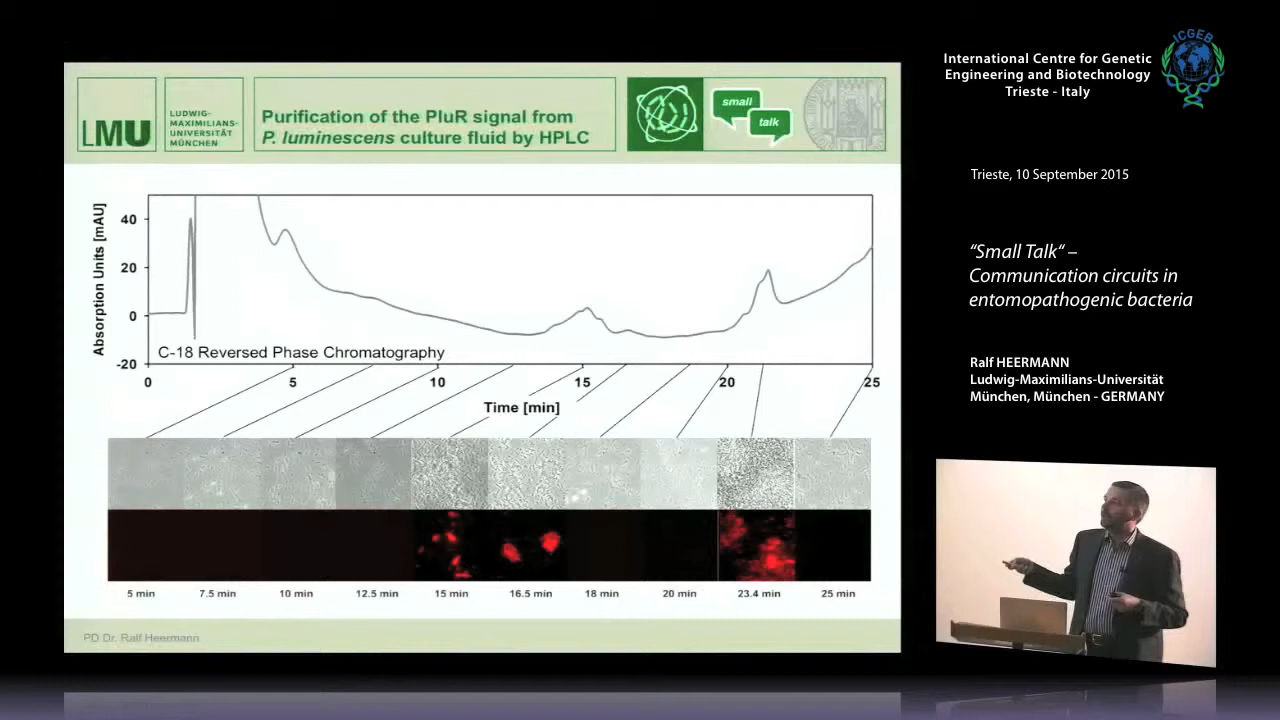 LMU
LUDWIG-
MAXIMILIANS-
UNIVERSITÄT
MÜNCHEN
Purification of the PluR signal from
P. luminescens culture fluid by HPLC
small
talk
Absorption Units [mAU]
40
20
0
-20
C-18 Reversed Phase Chromatography
0
5
10
15
20
25
Time [min]
5 min
7.5 min
10 min
12.5 min
15 min
16.5 min
18 min
20 min
23.4 min
25 min
PD Dr. Ralf Heermann
International Centre for Genetic
Engineering and Biotechnology
Trieste - Italy
ICGEB
Trieste, 10 September 2015
“Small Talk“ –
Communication circuits in
entomopathogenic bacteria
Ralf HEERMANN
Ludwig-Maximilians-Universität
München, München - GERMANY